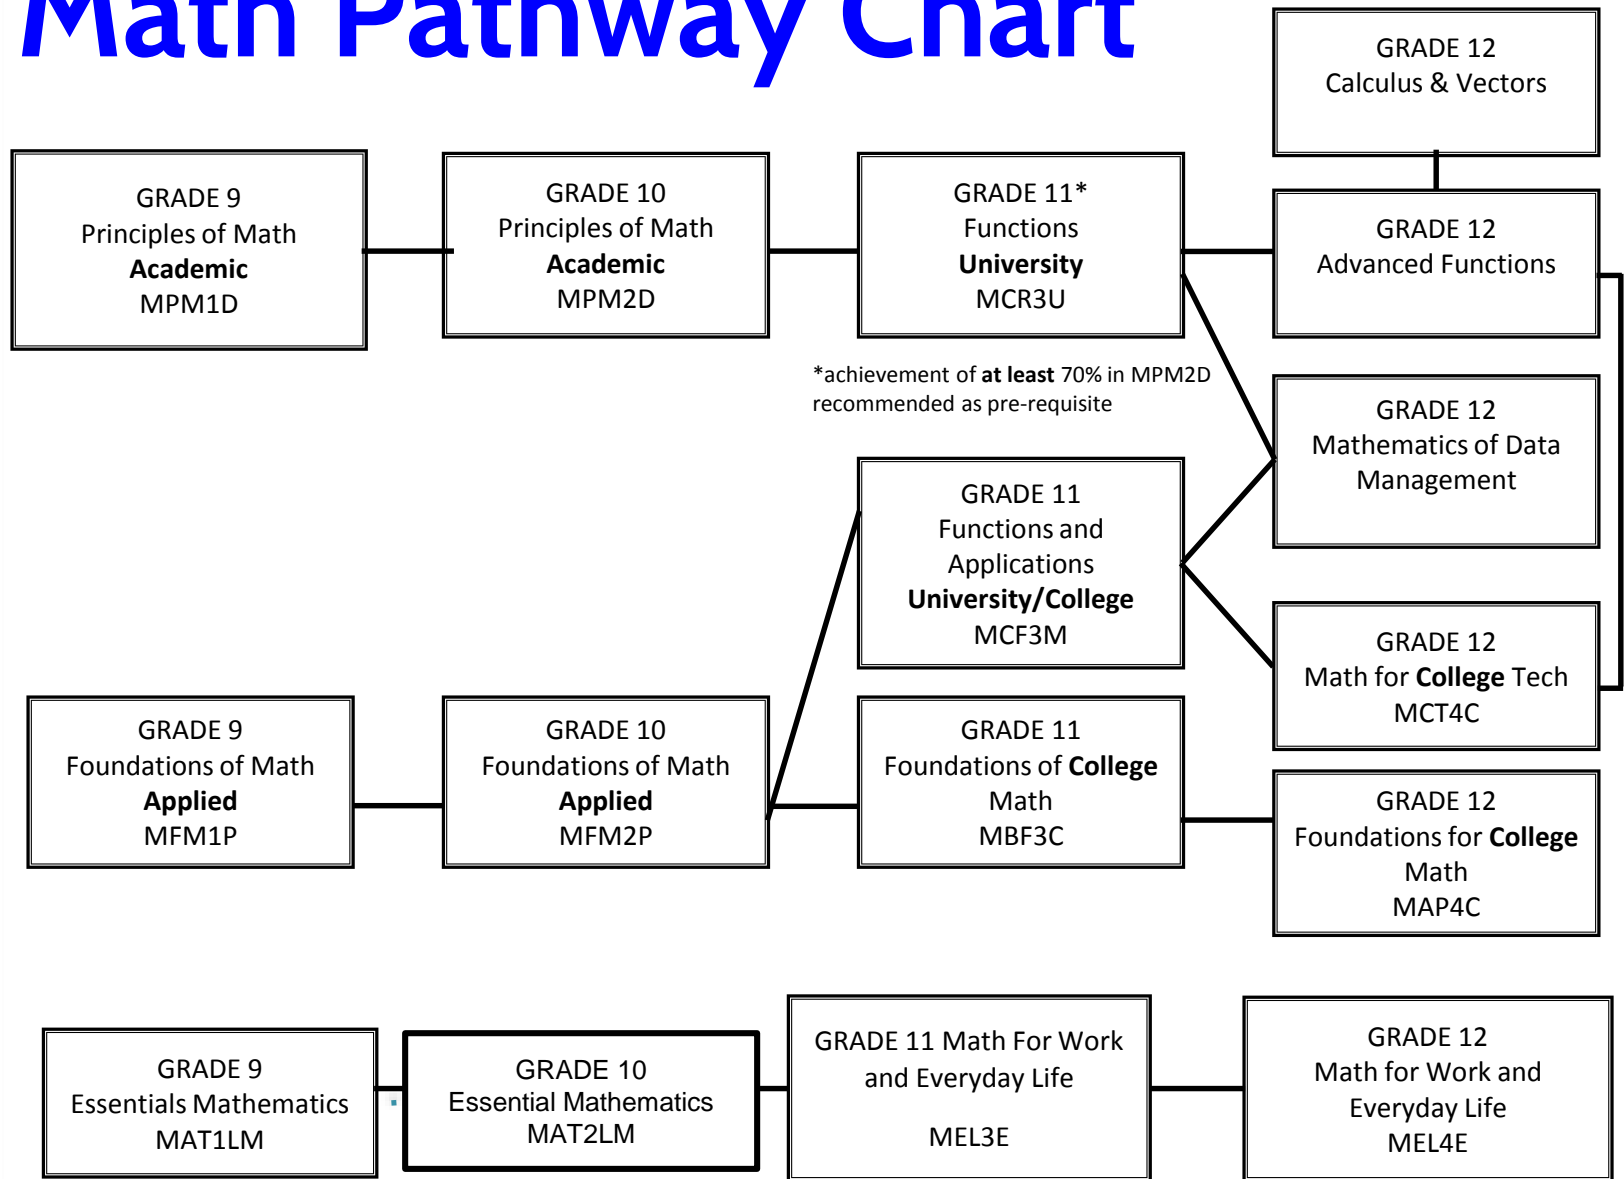 Math Pathway Chart
GRADE 12
Calculus & Vectors
GRADE 9
Principles of Math
Academic
MPM1D
GRADE 10
Principles of Math
Academic
MPM2D
GRADE 11*
Functions
University
MCR3U
GRADE 12
Advanced Functions
*achievement of at least 70% in MPM2D
recommended as pre-requisite
GRADE 12
Mathematics of Data
Management
GRADE 11
Functions and
Applications
University/College
MCF3M
GRADE 12
Math for College Tech
MCT4C
GRADE 9
Foundations of Math
Applied
MFM1P
GRADE 10
Foundations of Math
Applied
MFM2P
GRADE 11
Foundations of College
Math
MBF3C
GRADE 12
Foundations for College
Math
MAP4C
GRADE 9
Essentials Mathematics
MAT1LM
GRADE 10
Essential Mathematics
MAT2LM
GRADE 11 Math For Work
and Everyday Life
MEL3E
GRADE 12
Math for Work and
Everyday Life
MEL4E